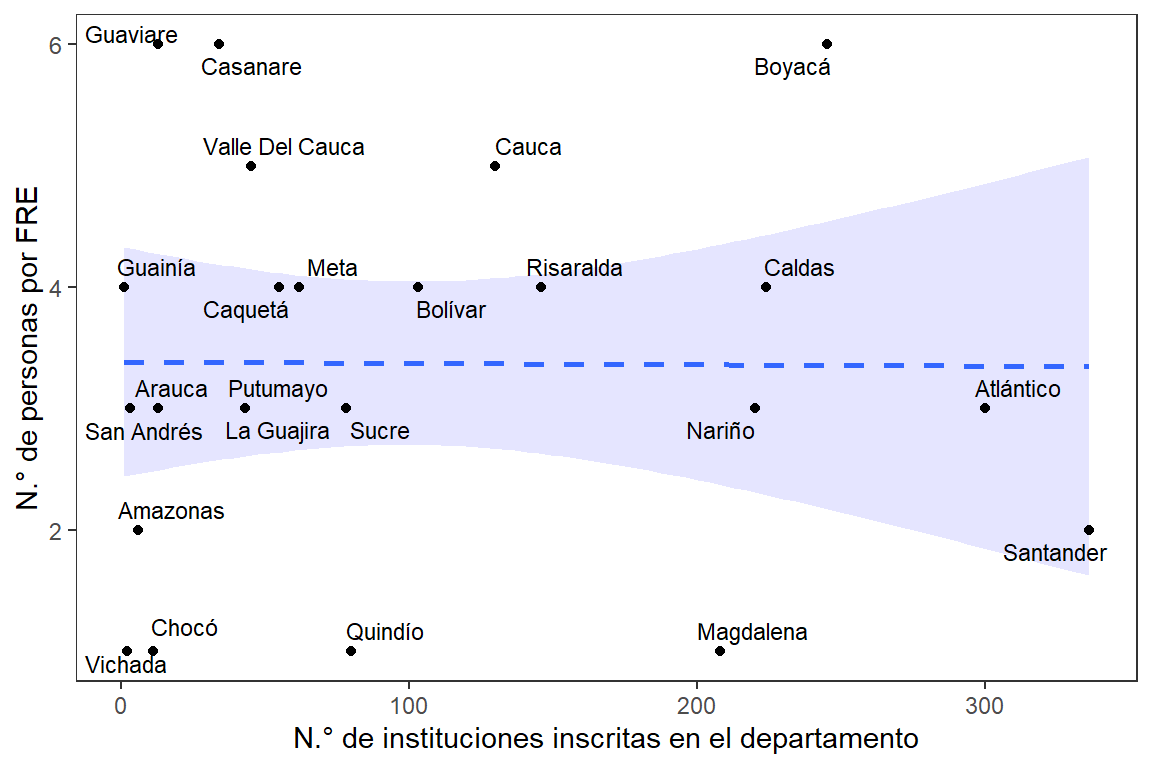 N.° de personas por FRE
6
4
2
Guaviare
Casanare
Boyacá
Valle Del Cauca
Cauca
Guainía
Meta
Risaralda
Caldas
Caquetá
Bolívar
Arauca
Putumayo
Atlántico
San Andrés
La Guajira
Sucre
Nariño
Amazonas
Santander
Chocó
Quindío
Magdalena
Vichada
0
100
200
300
N.° de instituciones inscritas en el departamento